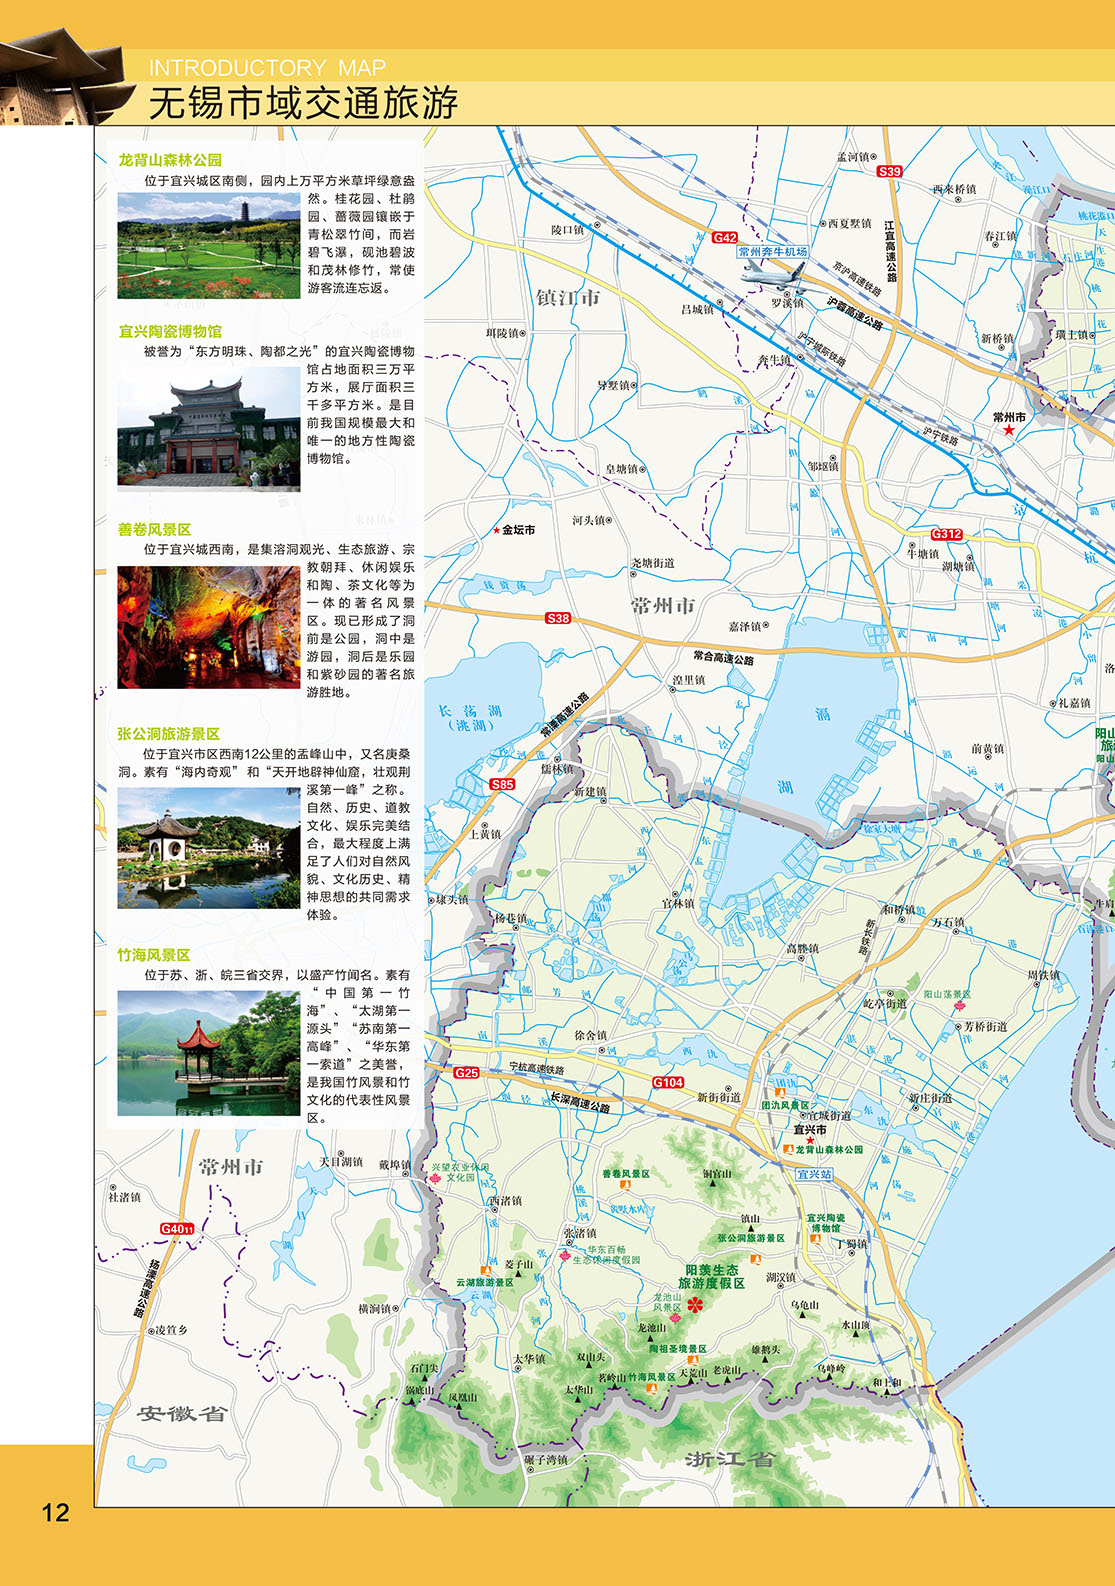 INTRODUCTORY MAP
无锡市域交通旅游
龙背山森林公园
位于宜兴城区南侧，园内上万平方米草坪绿意盎
然。桂花园、杜鹃
园、蔷薇园镶嵌于
青松翠竹间，而岩
碧飞瀑，砚池碧波
和茂林修竹，常使
游客流连忘返。
宜兴陶瓷博物馆
被誉为“东方明珠、陶都之光”的宜兴陶瓷博物
馆占地面积三万平
方米，展厅面积三
千多平方米。是目
前我国规模最大和
唯一的地方性陶瓷
博物馆。
善卷风景区
位于宜兴城西南，是集溶洞观光、生态旅游、宗
教朝拜、休闲娱乐
和陶、茶文化等为
一体的著名风景
区。现已形成了洞
前是公园，洞中是
游园，洞后是乐园
和紫砂园的著名旅
游胜地。
张公洞旅游景区
位于宜兴市区西南12公里的盂峰山中，又名庚桑
洞。素有“海内奇观”和“天开地辟神仙窟，壮观荆
溪第一峰”之称。
自然、历史、道教
文化、娱乐完美结
合，最大程度上满
足了人们对自然风
貌、文化历史、精
神思想的共同需求
体验。
竹海风景区
位于苏、浙、皖三省交界，以盛产竹闻名。素有
“中国第一竹
海”、“太湖第一
源头”“苏南第一
高峰”、“华东第
一索道”之美誉，
是我国竹风景和竹
文化的代表性风景
区。
孟河镇
S39
西来桥镇
陵口镇
西夏墅镇
江宜高速公路
春江镇
G42
常州奔牛机场
京沪高速铁路
镇江市
吕城镇
罗溪镇
沪蓉高速公路
珥陵镇
沪宁城际铁路
新桥镇
璜土镇
奔牛镇
导墅镇
常州市
沪宁铁路
皇塘镇
邹区镇
金坛市
河头镇
G312
牛塘镇
湖塘镇
尧塘街道
钱资荡
常州市
S38
嘉泽镇
常合高速公路
湟里镇
礼嘉镇
长荡湖
(洮湖)
滆
湖
常溧高速公路
前黄镇
儒林镇
S85
新建镇
上黄镇
徐家大塘
埭头镇
杨巷镇
官林镇
和桥镇
万石镇
新长铁路
高塍镇
周铁镇
屺亭街道
阳山荡景区
芳桥街道
徐舍镇
西氿
G25
宁杭高速铁路
G104
长深高速公路
新街街道
团氿
团氿风景区
东氿
新庄街道
宜城街道
宜兴市
龙背山森林公园
宜兴站
常州市
天目湖镇
戴埠镇
兴望农业休闲
文化园
善卷风景区
铜官山
社渚镇
西渚镇
G4011
张渚镇
镇山
宜兴陶瓷
博物馆
张公洞旅游景区
丁蜀镇
华东百畅
生态休闲度假园
扬溧高速公路
天目湖
菱子山
云湖旅游景区
云湖
阳羡生态
旅游度假区
湖㳇镇
龙池山
风景区
横涧镇
乌龟山
凌笪乡
龙池山
水山顶
陶祖圣境景区
雄鹅头
石门尖
太华镇
双山头
锅底山
凤凰山
太华山
茗岭山
竹海风景区
天荒山
老虎山
乌峰岭
和上和
安徽省
浙江省
碾子湾镇
12